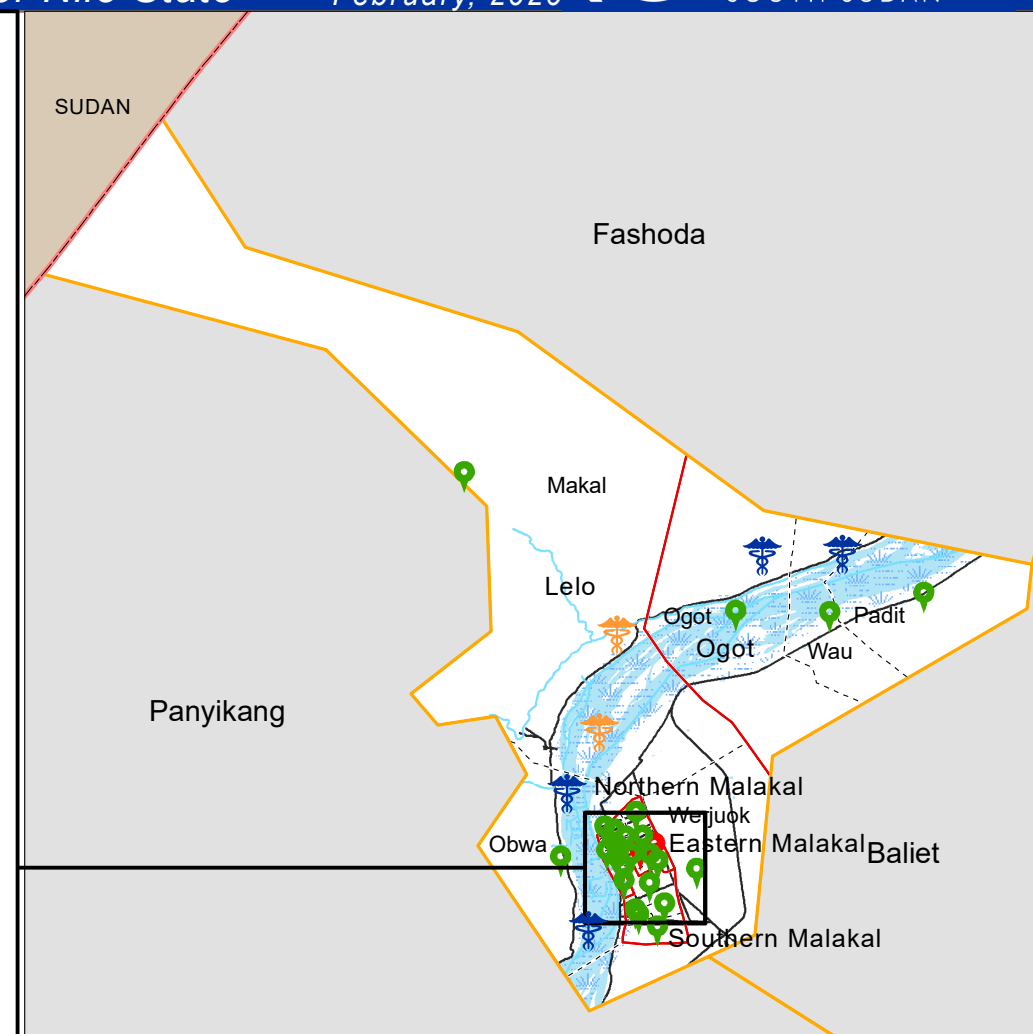 State
February, 2020
SOUTH SUDAN
SUDAN
Fashoda
Makal
Lelo
Ogot
Padit
Ogot
Wau
Panyikang
Northern Malakal
Werjuok
Obwa
Eastern Malakal
Baliet
Southern Malakal